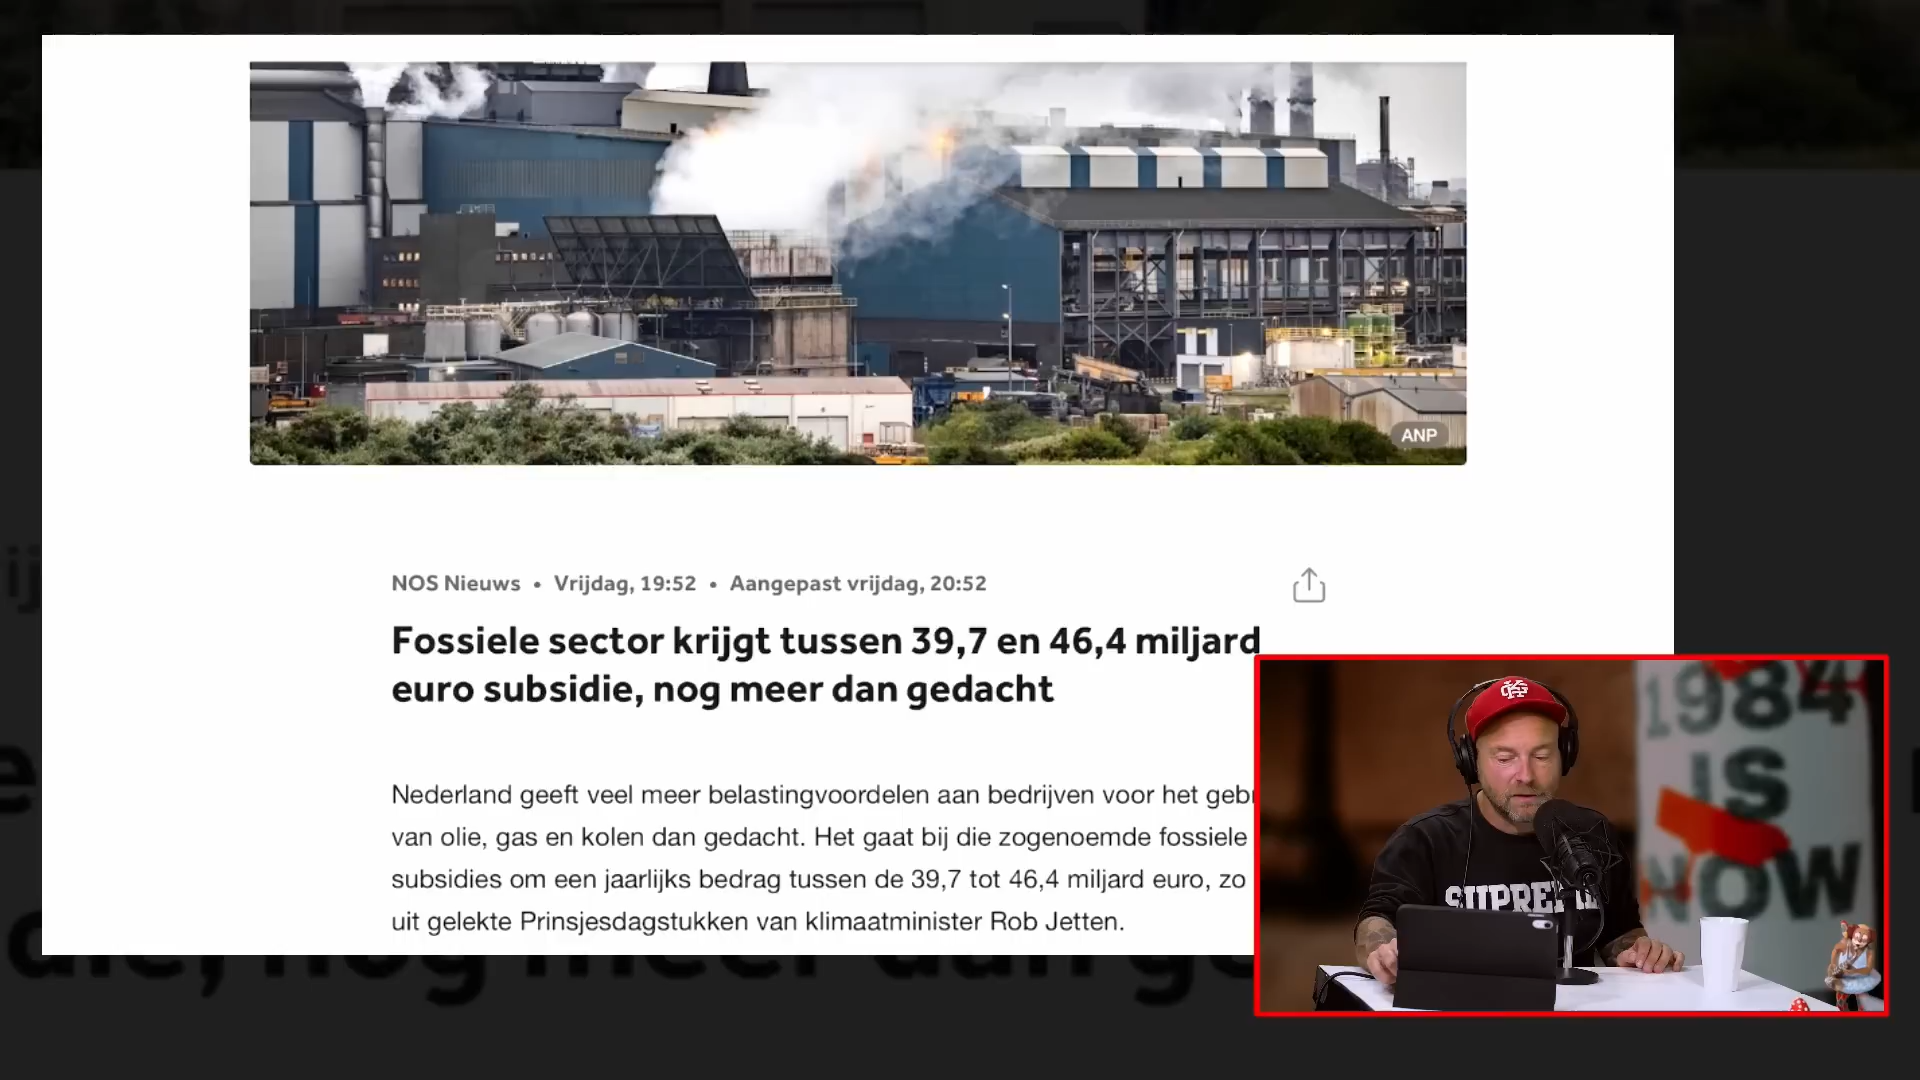 ANP
NOS Nieuws • Vrijdag, 19:52 • Aangepast vrijdag, 20:52
Fossiele sector krijgt tussen 39,7 en 46,4 miljard
euro subsidie, nog meer dan gedacht
Nederland geeft veel meer belastingvoordelen aan bedrijven voor het
van olie, gas en kolen dan gedacht. Het gaat bij die zogenoemde fossiele
subsidies om een jaarlijks bedrag tussen de 39,7 tot 46,4 miljard euro, zo
uit gelekte Prinsjesdagstukken van klimaatminister Rob Jetten.
1984
IS
NOW